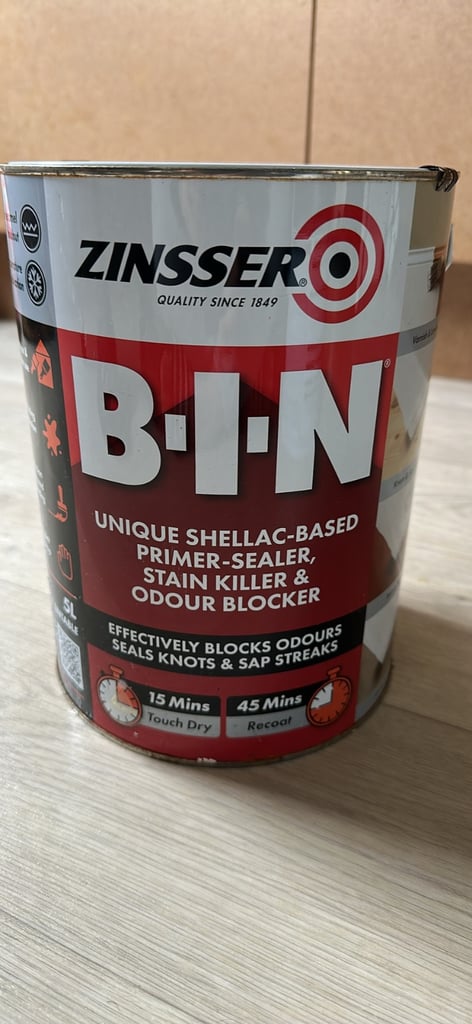 ZINSSER®
QUALITY SINCE 1849
B-I-N®
UNIQUE SHELLAC-BASED
PRIMER-SEALER,
STAIN KILLER &
ODOUR BLOCKER
5L
EFFECTIVELY BLOCKS ODOURS
SEALS KNOTS & SAP STREAKS
15 Mins
Touch Dry
45 Mins
Recoat